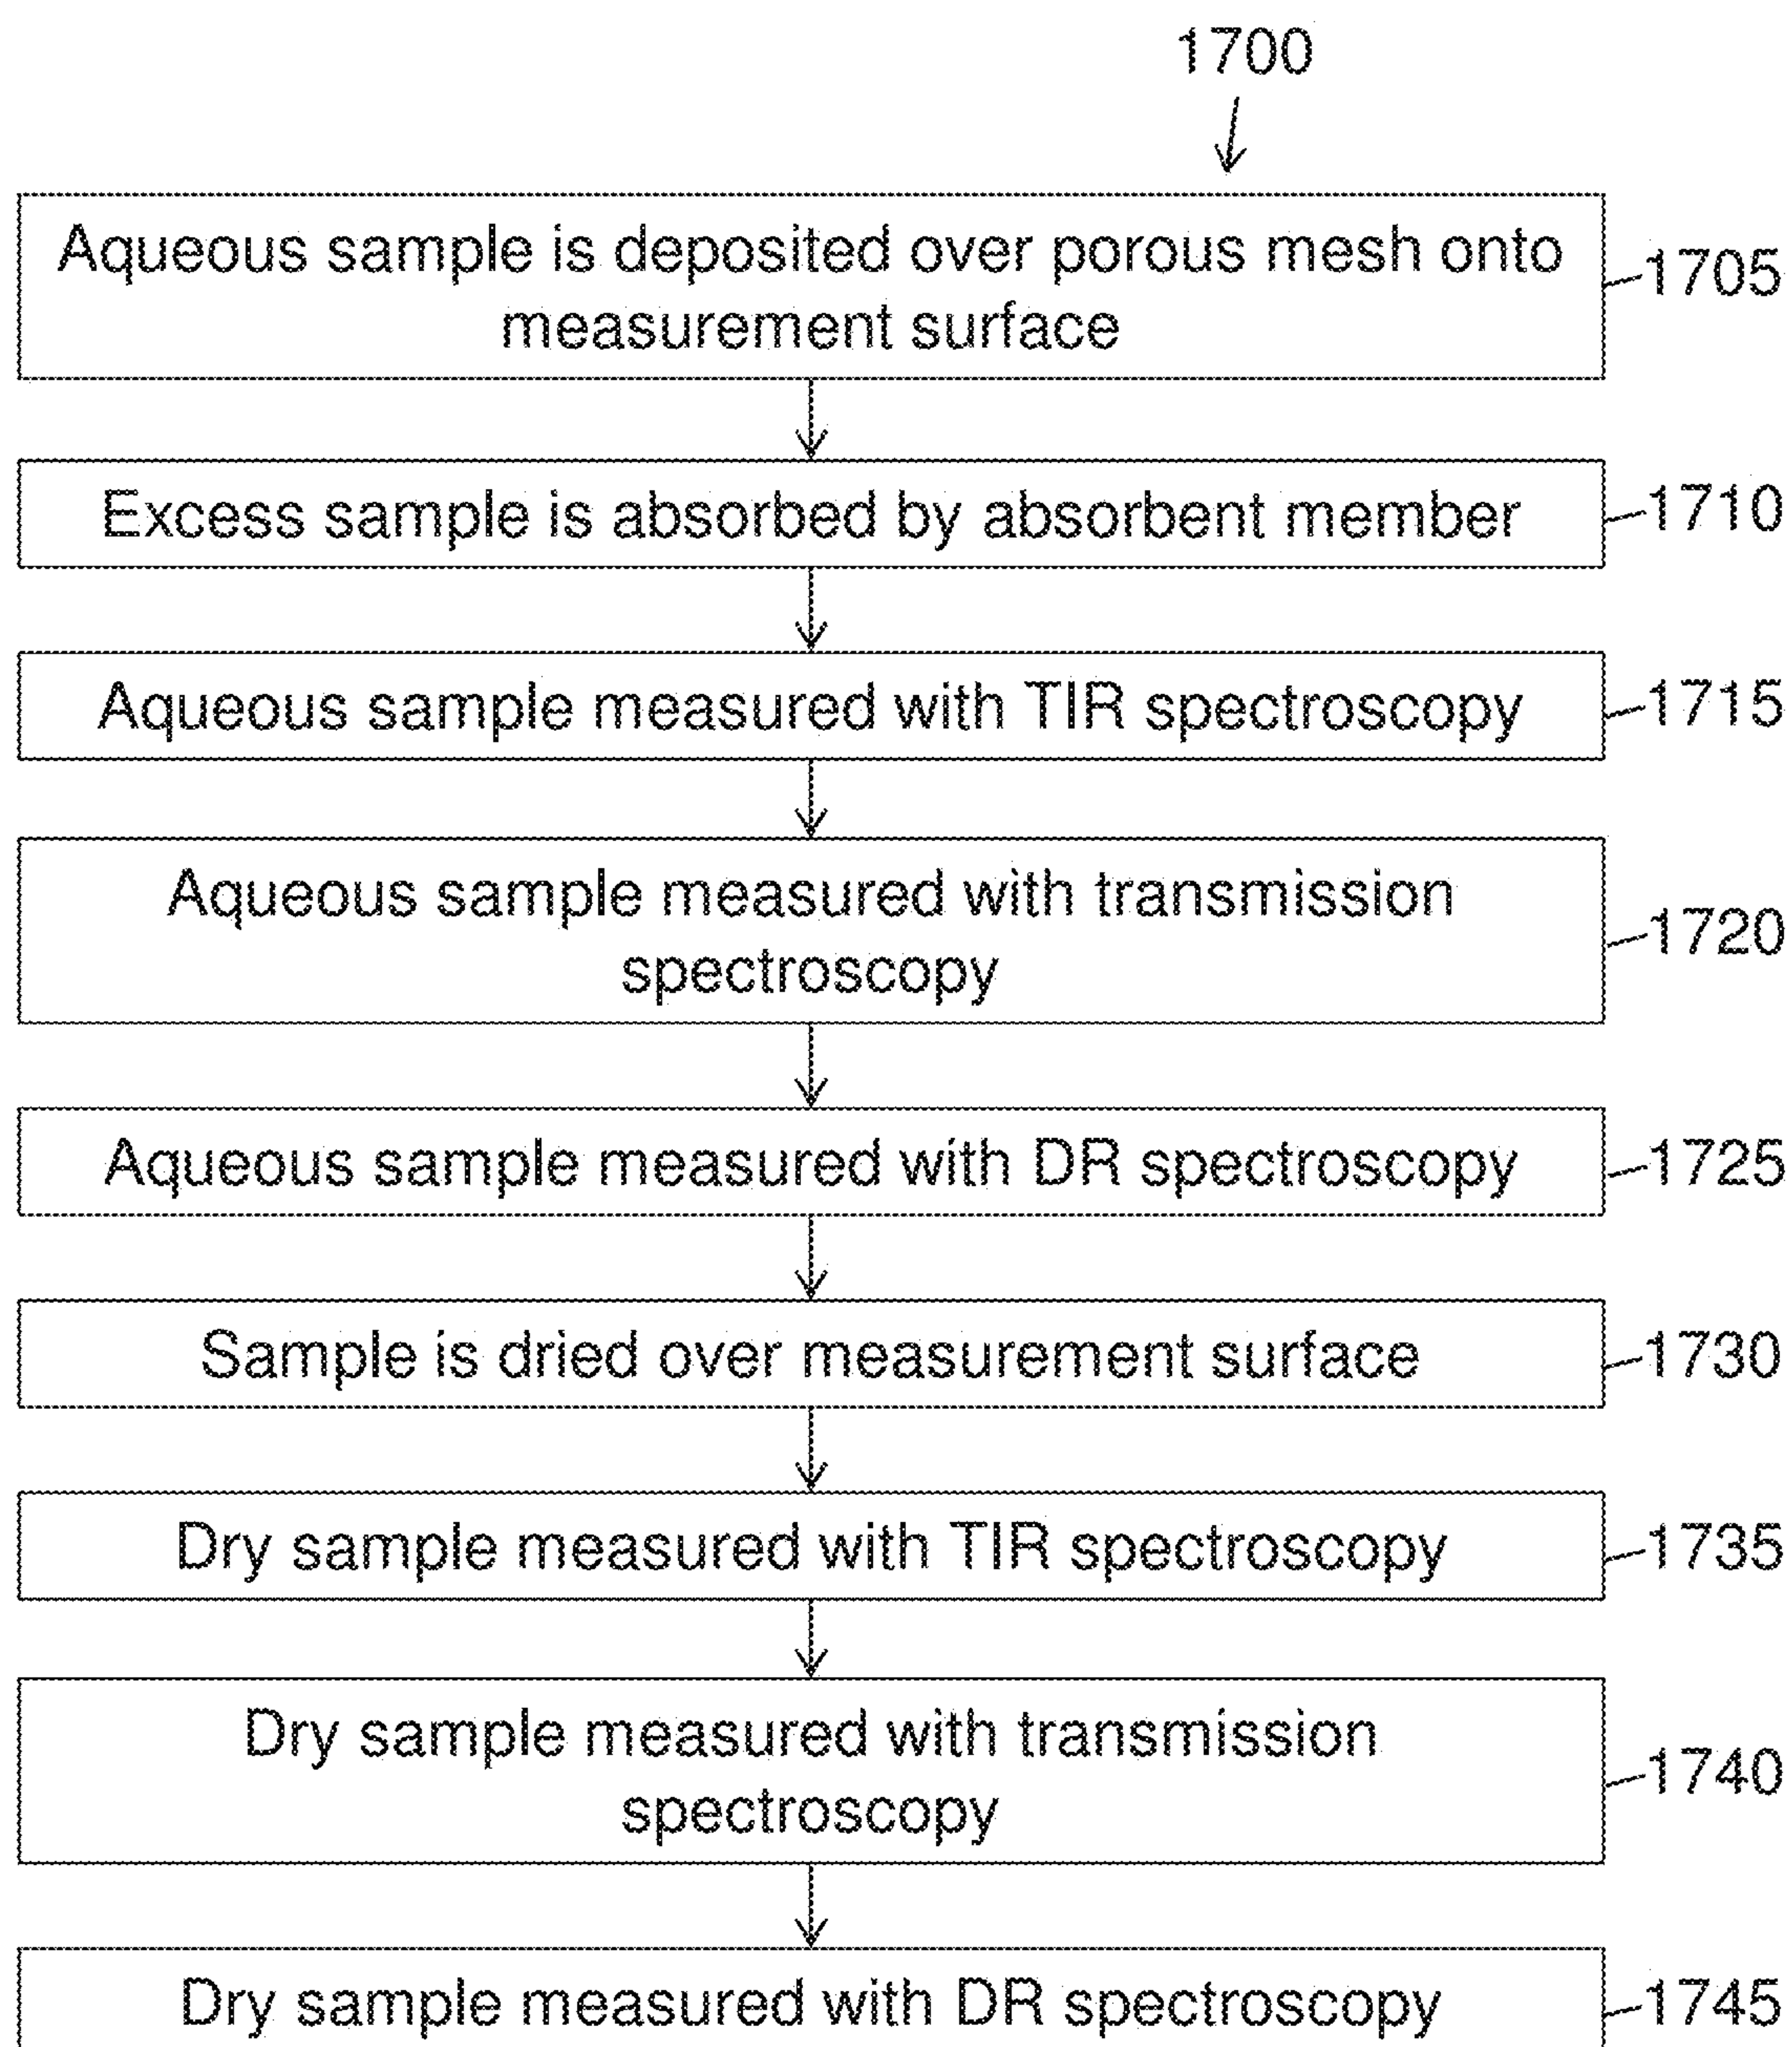 1700
Aqueous sample is deposited over porous mesh onto
measurement surface
1705
Excess sample is absorbed by absorbent member
1710
Aqueous sample measured with TIR spectroscopy
1715
Aqueous sample measured with transmission
spectroscopy
1720
Aqueous sample measured with DR spectroscopy
1725
Sample is dried over measurement surface
1730
Dry sample measured with TIR spectroscopy
1735
Dry sample measured with transmission
spectroscopy
1740
Dry sample measured with DR spectroscopy
1745